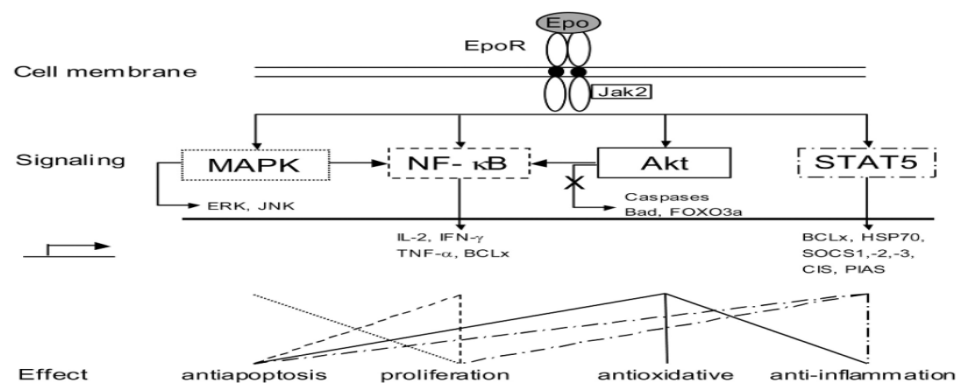 Epo
EpoR
Cell membrane
Jak2
Signaling
MAPK
NF- κB
Akt
STAT5
ERK, JNK
Caspases
Bad, FOXO3a
IL-2, IFN-γ
TNF-α, BCLx
BCLx, HSP70,
SOCS1,-2,-3,
CIS, PIAS
Effect
antiapoptosis
proliferation
antioxidative
anti-inflammation